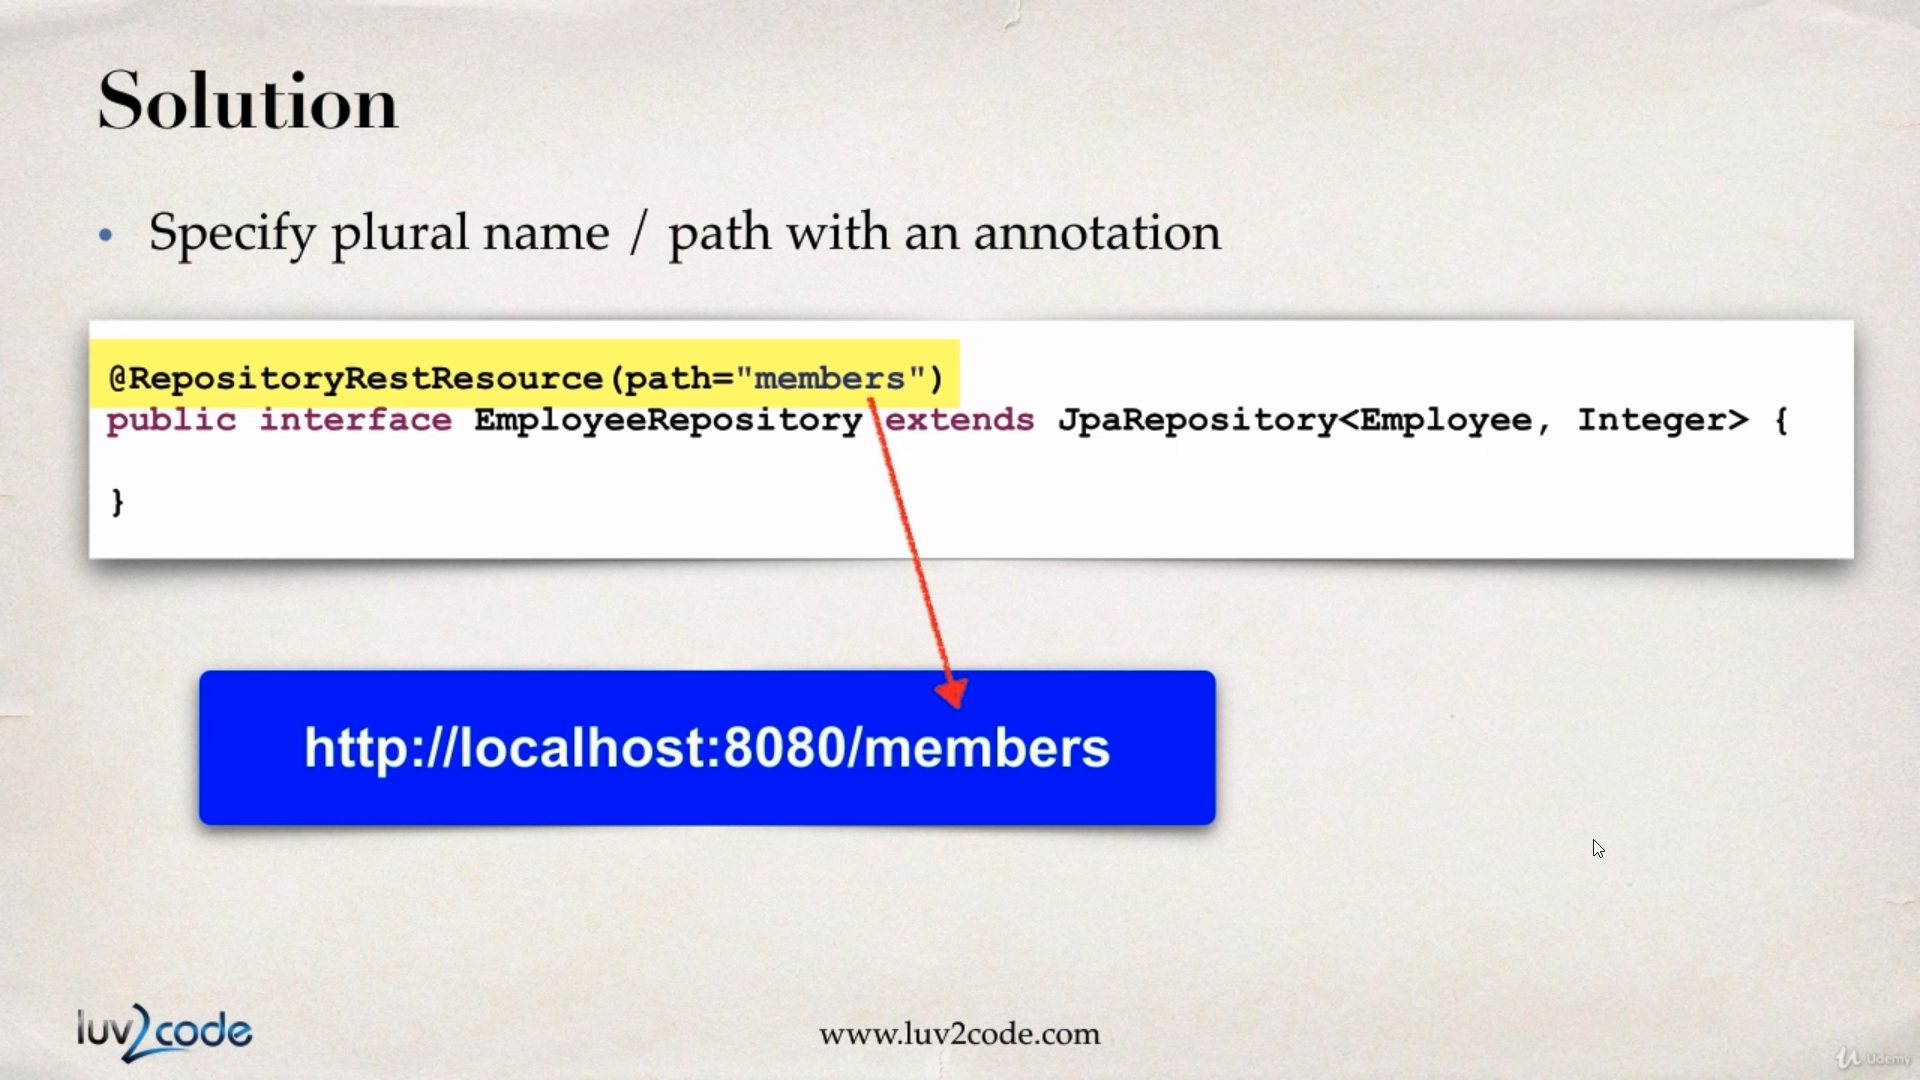 Solution
• Specify plural name / path with an annotation
@RepositoryRestResource(path="members")
public interface EmployeeRepository extends JpaRepository<Employee, Integer> {
}
http://localhost:8080/members
luv2code
www.luv2code.com
Udemy